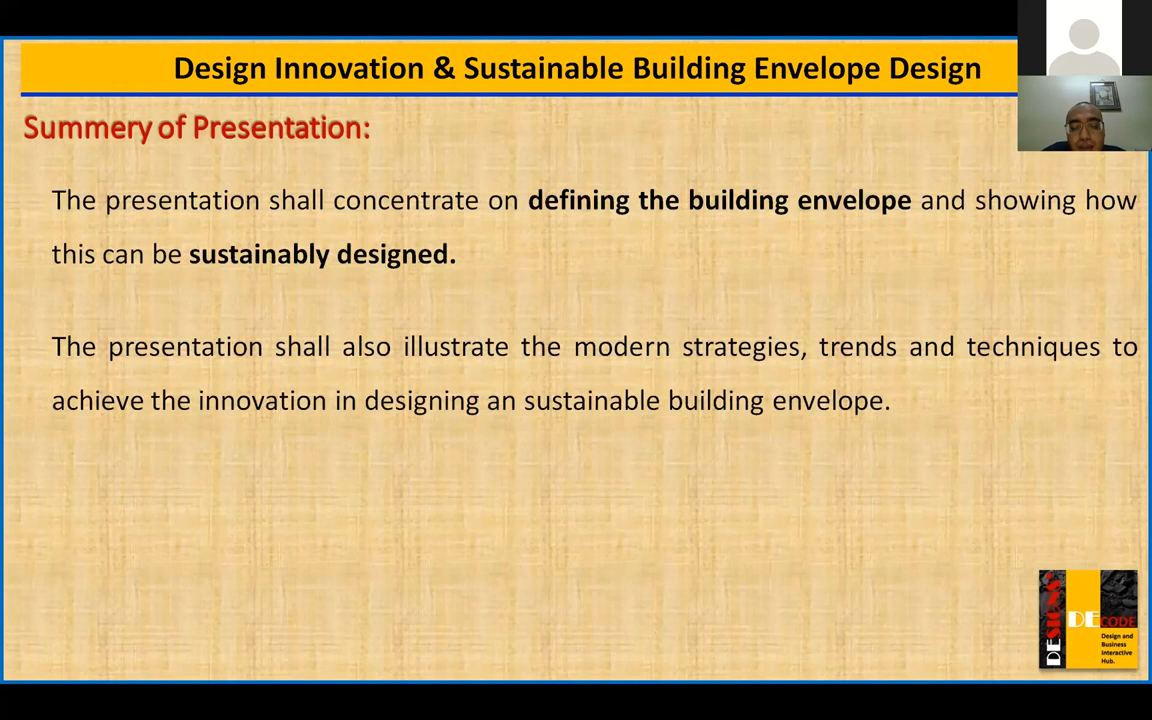 Design Innovation & Sustainable Building Envelope Design
Summery of Presentation:
The presentation shall concentrate on defining the building envelope and showing how
this can be sustainably designed.
The presentation shall also illustrate the modern strategies, trends and techniques to
achieve the innovation in designing an sustainable building envelope.
DESIGNS
DECODE
Design and
Business
Interactive
Hub.